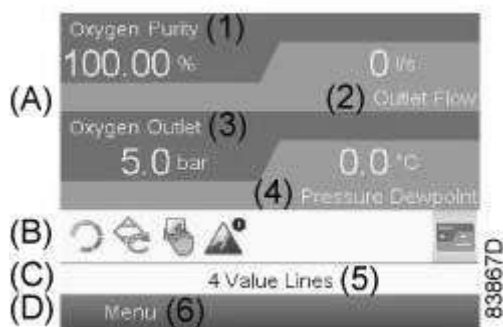 Oxygen Purity (1)
100.00 %
0 l/s
(A)
(2) Outlet Flow
Oxygen Outlet (3)
5.0 bar
0.0 °C
(4) Pressure Dewpoint
(B)
(C)
4 Value Lines (5)
(D)
Menu (6)
83867D